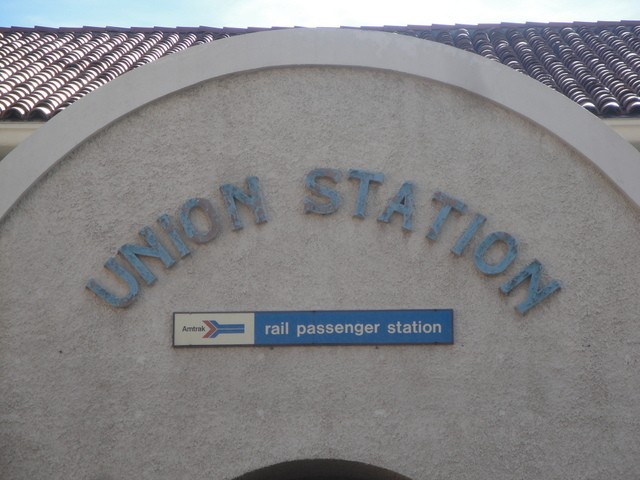 UNION STATION
Amtrak rail passenger station